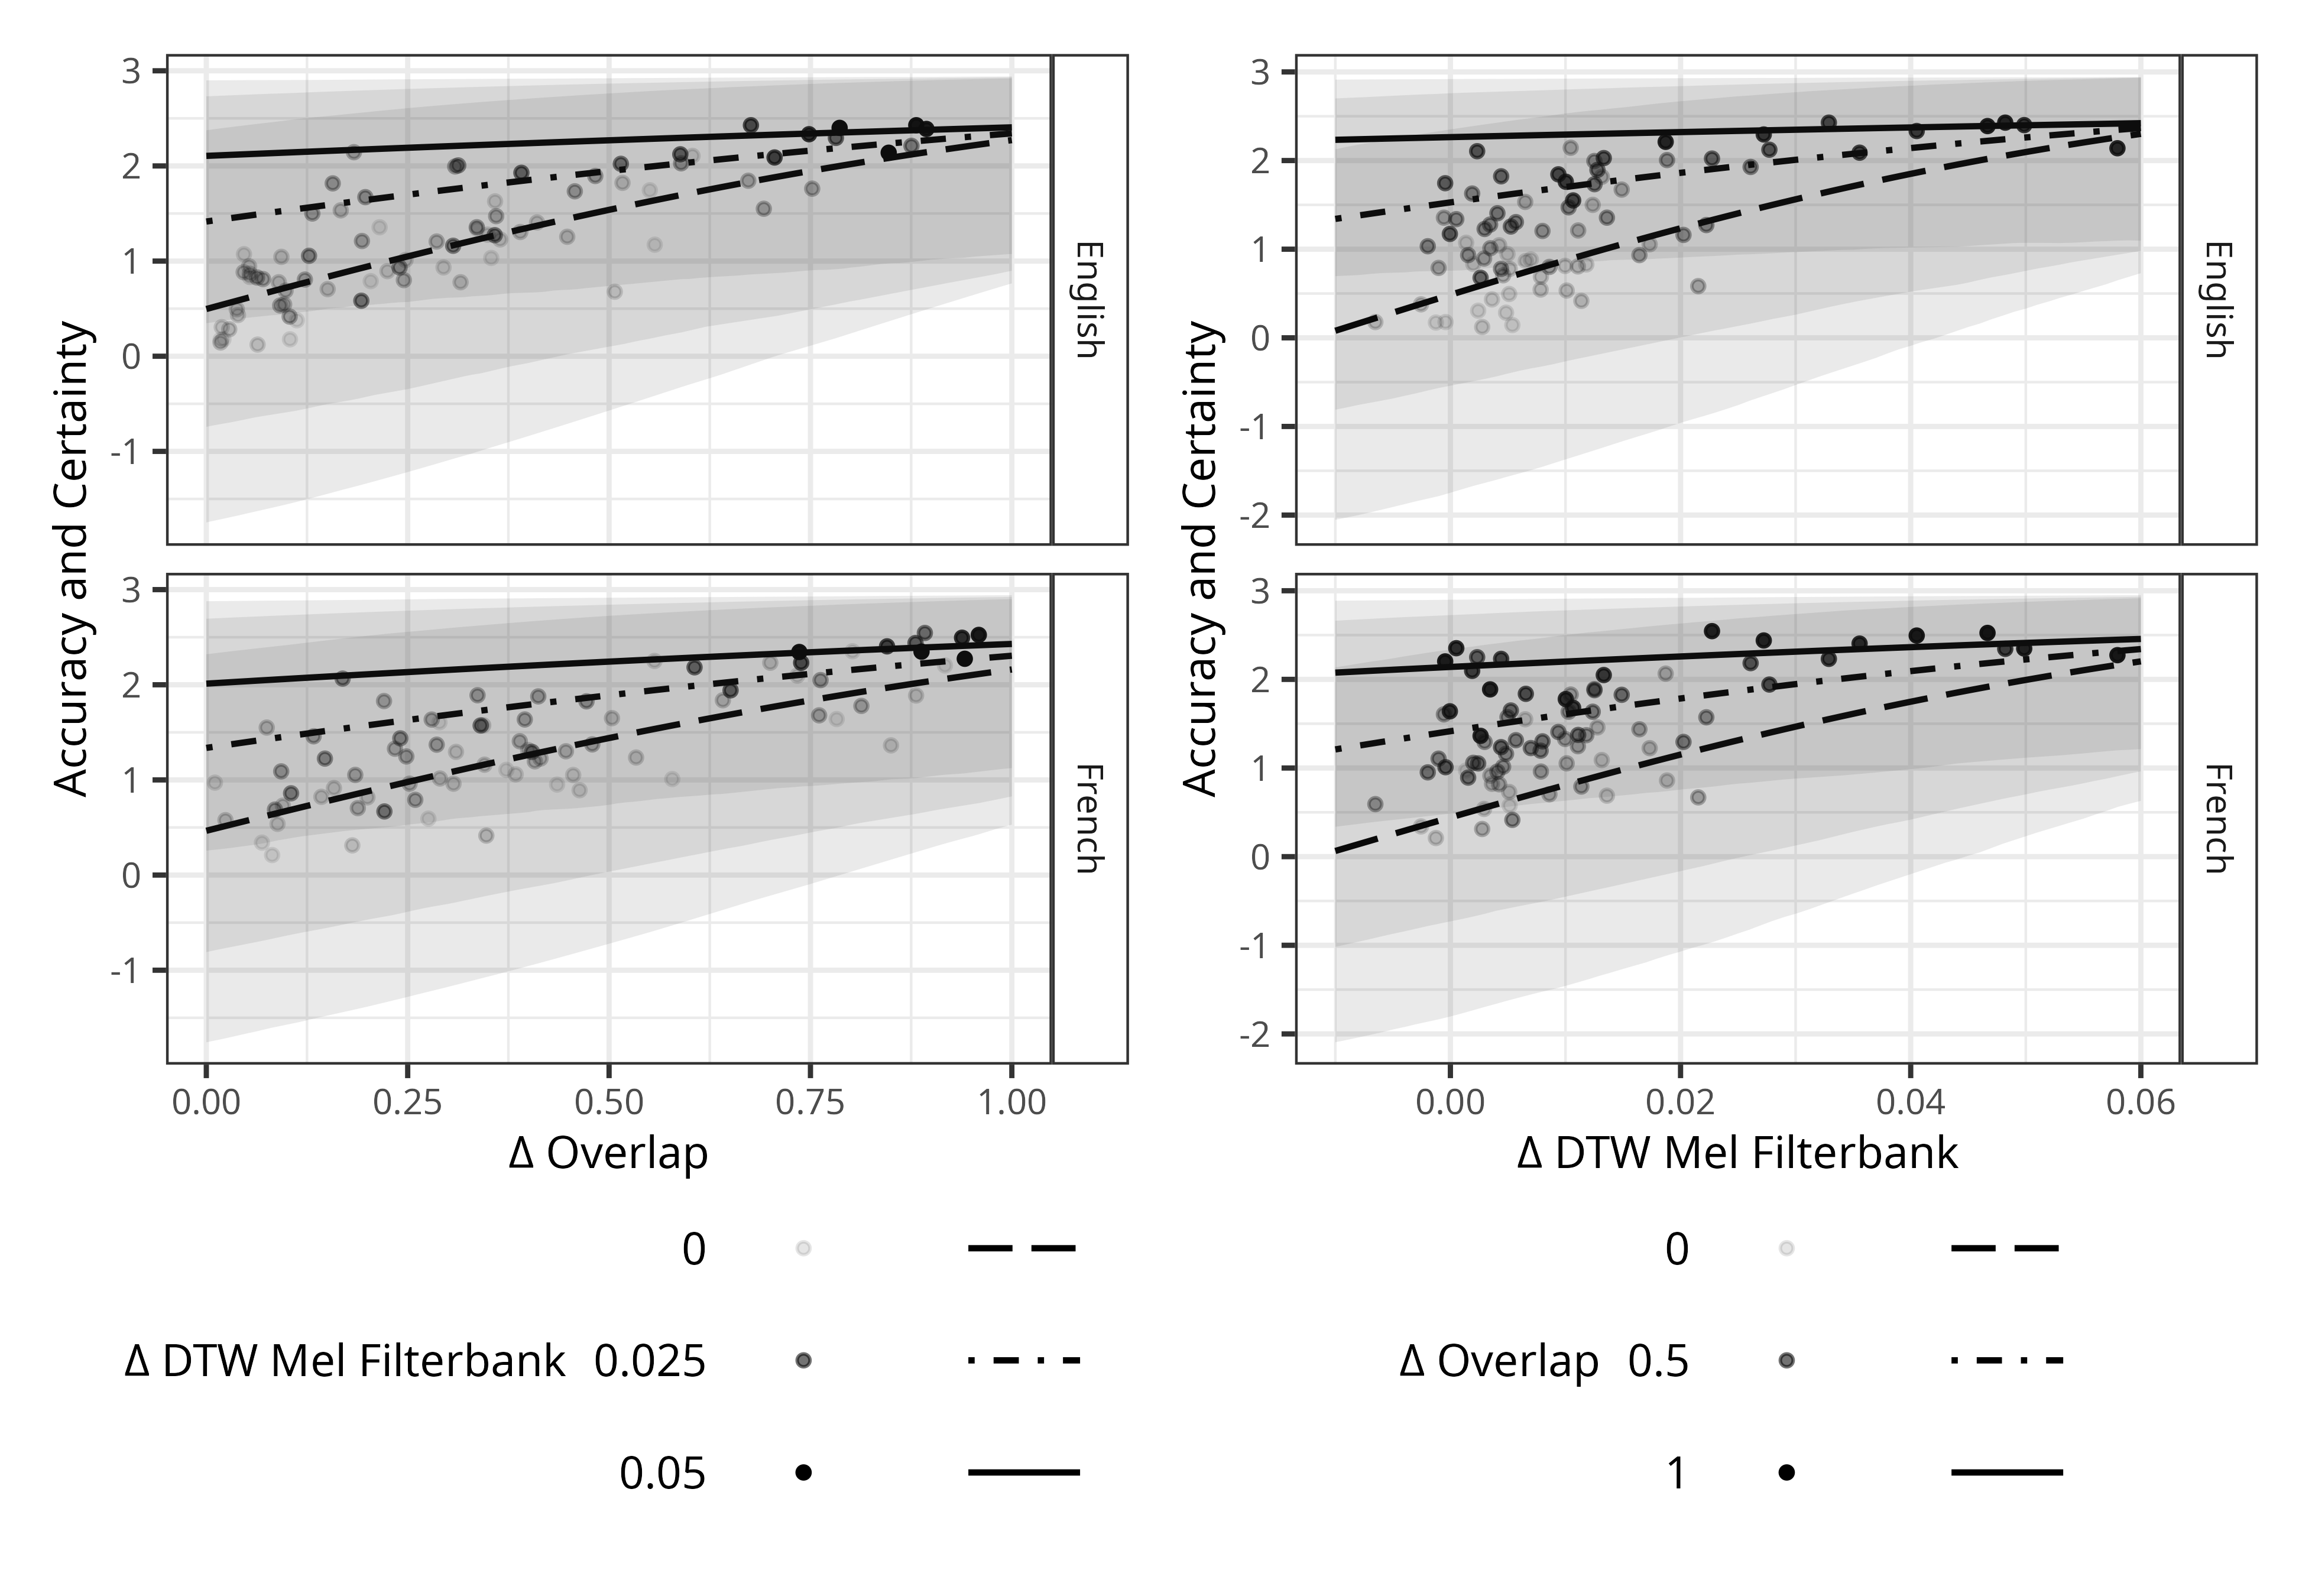 Accuracy and Certainty
3
2
1
0
-1
English
3
2
1
0
-1
French
0.00 0.25 0.50 0.75 1.00
Δ Overlap
Δ DTW Mel Filterbank
0
0.025
0.05
Accuracy and Certainty
3
2
1
0
-1
-2
English
3
2
1
0
-1
-2
French
0.00 0.02 0.04 0.06
Δ DTW Mel Filterbank
Δ Overlap
0
0.5
1